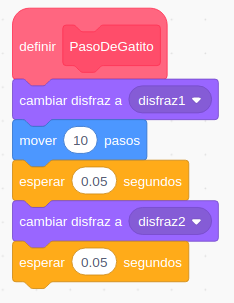 definir PasoDeGatito
cambiar disfraz a disfraz1
mover 10 pasos
esperar 0.05 segundos
cambiar disfraz a disfraz2
esperar 0.05 segundos